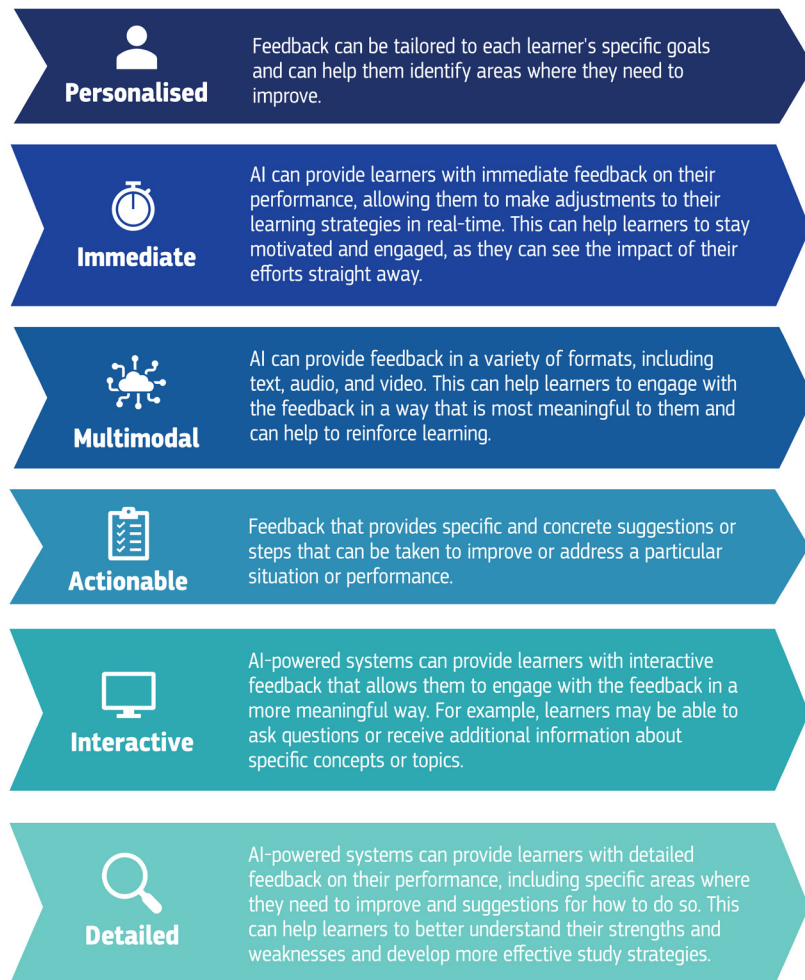 Personalised
Feedback can be tailored to each learner's specific goals
and can help them identify areas where they need to
improve.
Immediate
AI can provide learners with immediate feedback on their
performance, allowing them to make adjustments to their
learning strategies in real-time. This can help learners to stay
motivated and engaged, as they can see the impact of their
efforts straight away.
Multimodal
AI can provide feedback in a variety of formats, including
text, audio, and video. This can help learners to engage with
the feedback in a way that is most meaningful to them and
can help to reinforce learning.
Actionable
Feedback that provides specific and concrete suggestions or
steps that can be taken to improve or address a particular
situation or performance.
Interactive
AI-powered systems can provide learners with interactive
feedback that allows them to engage with the feedback in a
more meaningful way. For example, learners may be able to
ask questions or receive additional information about
specific concepts or topics.
Detailed
AI-powered systems can provide learners with detailed
feedback on their performance, including specific areas where
they need to improve and suggestions for how to do so. This
can help learners to better understand their strengths and
weaknesses and develop more effective study strategies.